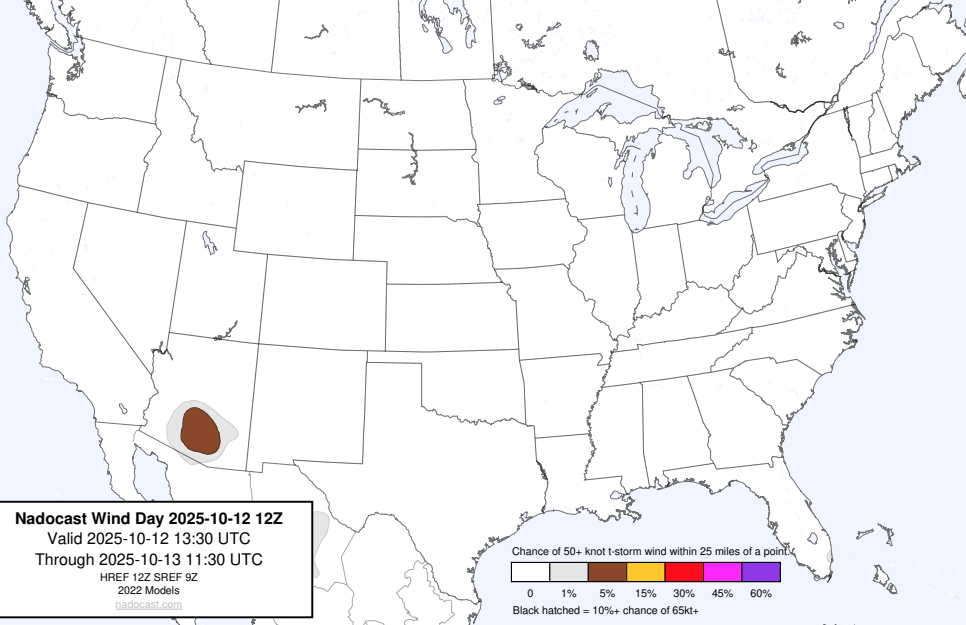 Nadocast Wind Day 2025-10-12 12Z
Valid 2025-10-12 13:30 UTC
Through 2025-10-13 11:30 UTC
HREF 12Z SREF 9Z
2022 Models
nadocast.com
Chance of 50+ knot t-storm wind within 25 miles of a point.
0 1% 5% 15% 30% 45% 60%
Black hatched = 10%+ chance of 65kt+